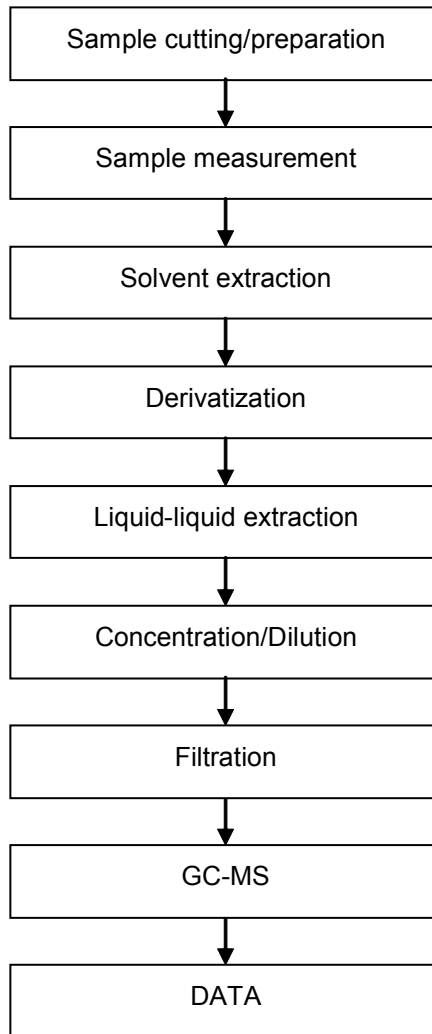 Sample cutting/preparation
Sample measurement
Solvent extraction
Derivatization
Liquid-liquid extraction
Concentration/Dilution
Filtration
GC-MS
DATA